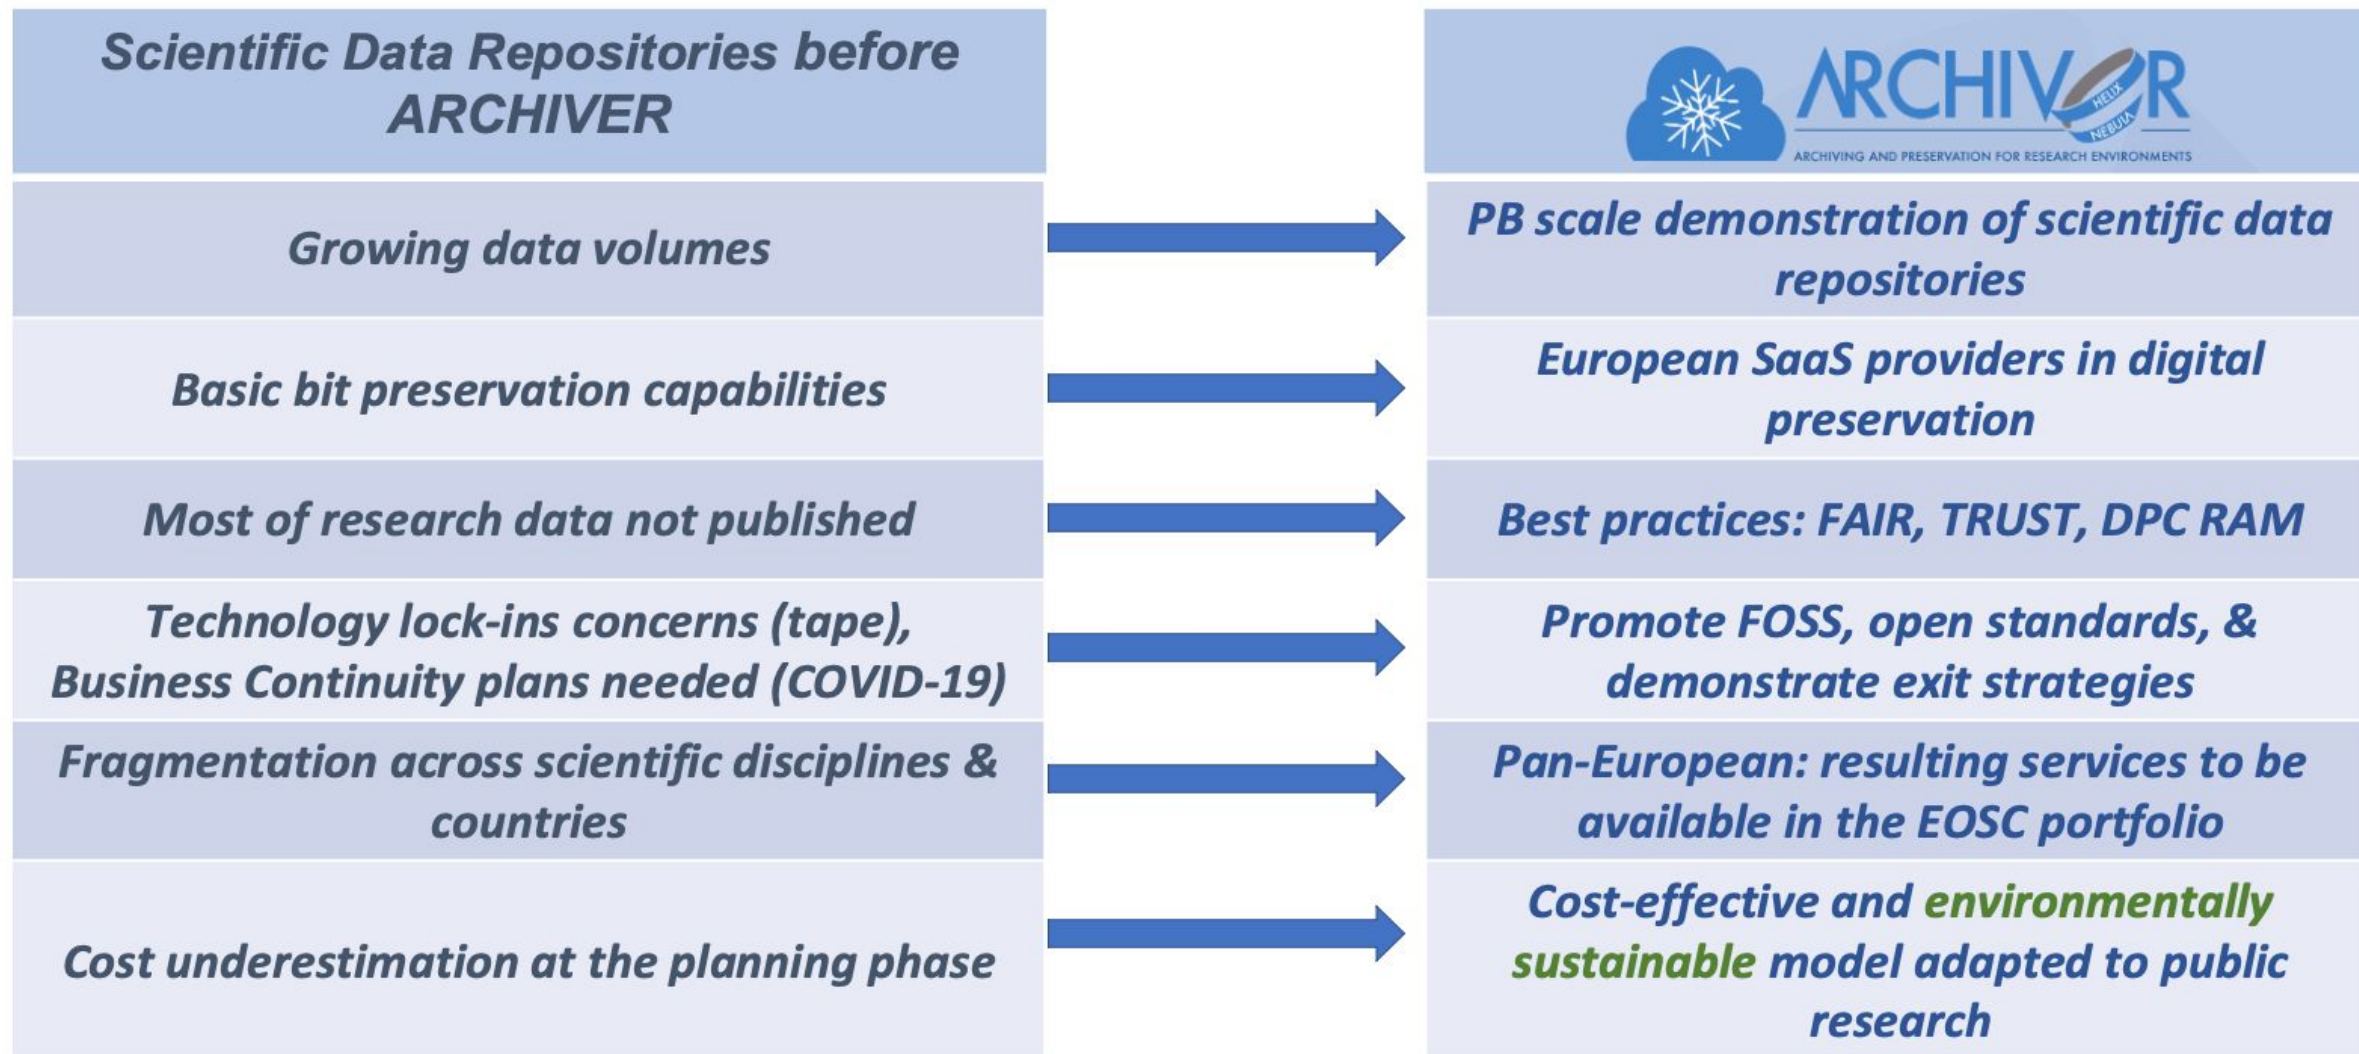 Scientific Data Repositories before
ARCHIVER
ARCHIVER
HELIX
NEBULA
ARCHIVING AND PRESERVATION FOR RESEARCH ENVIRONMENTS
Growing data volumes
PB scale demonstration of scientific data
repositories
Basic bit preservation capabilities
European SaaS providers in digital
preservation
Most of research data not published
Best practices: FAIR, TRUST, DPC RAM
Technology lock-ins concerns (tape),
Business Continuity plans needed (COVID-19)
Promote FOSS, open standards, &
demonstrate exit strategies
Fragmentation across scientific disciplines &
countries
Pan-European: resulting services to be
available in the EOSC portfolio
Cost underestimation at the planning phase
Cost-effective and environmentally
sustainable model adapted to public
research